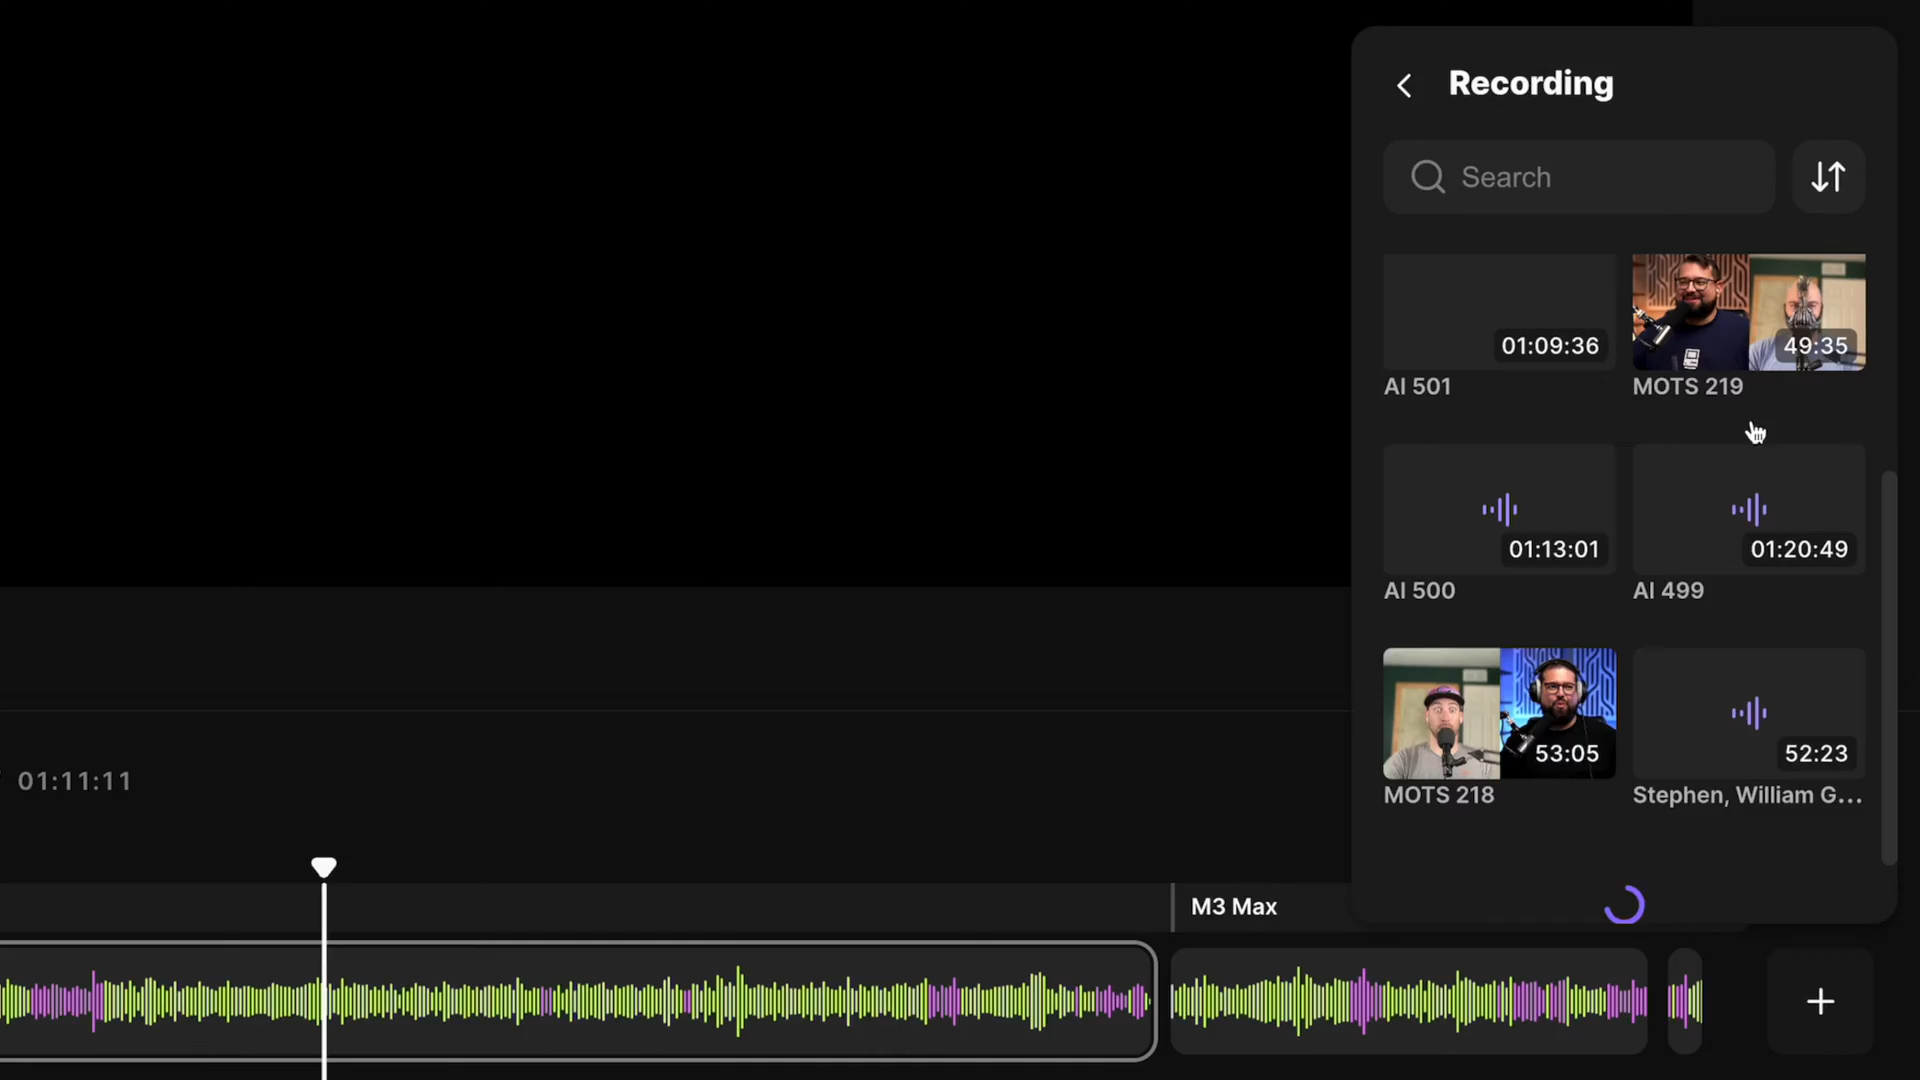 Recording
Search
01:09:36
49:35
AI 501
MOTS 219
01:13:01
01:20:49
AI 500
AI 499
53:05
52:23
MOTS 218
Stephen, William G...
01:11:11
M3 Max